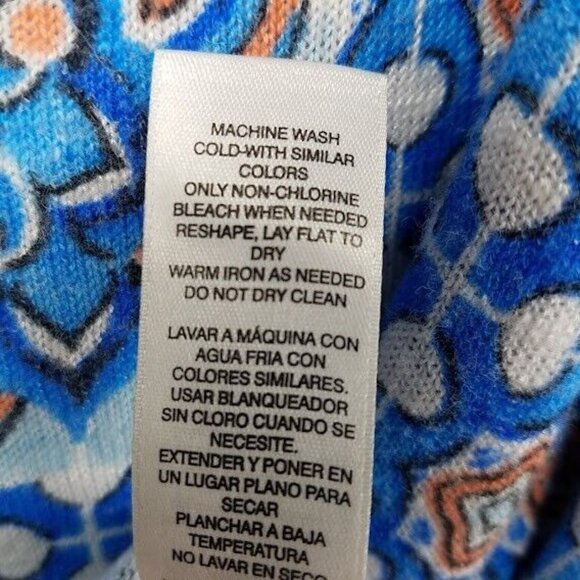 MACHINE WASH
COLD-WITH SIMILAR
COLORS
ONLY NON-CHLORINE
BLEACH WHEN NEEDED
RESHAPE, LAY FLAT TO
DRY
WARM IRON AS NEEDED
DO NOT DRY CLEAN
LAVAR A MÁQUINA CON
AGUA FRIA CON
COLORES SIMILARES.
USAR BLANQUEADOR
SIN CLORO CUANDO SE
NECESITE.
EXTENDER Y PONER EN
UN LUGAR PLANO PARA
SECAR
PLANCHAR A BAJA
TEMPERATURA
NO LAVAR EN SECO